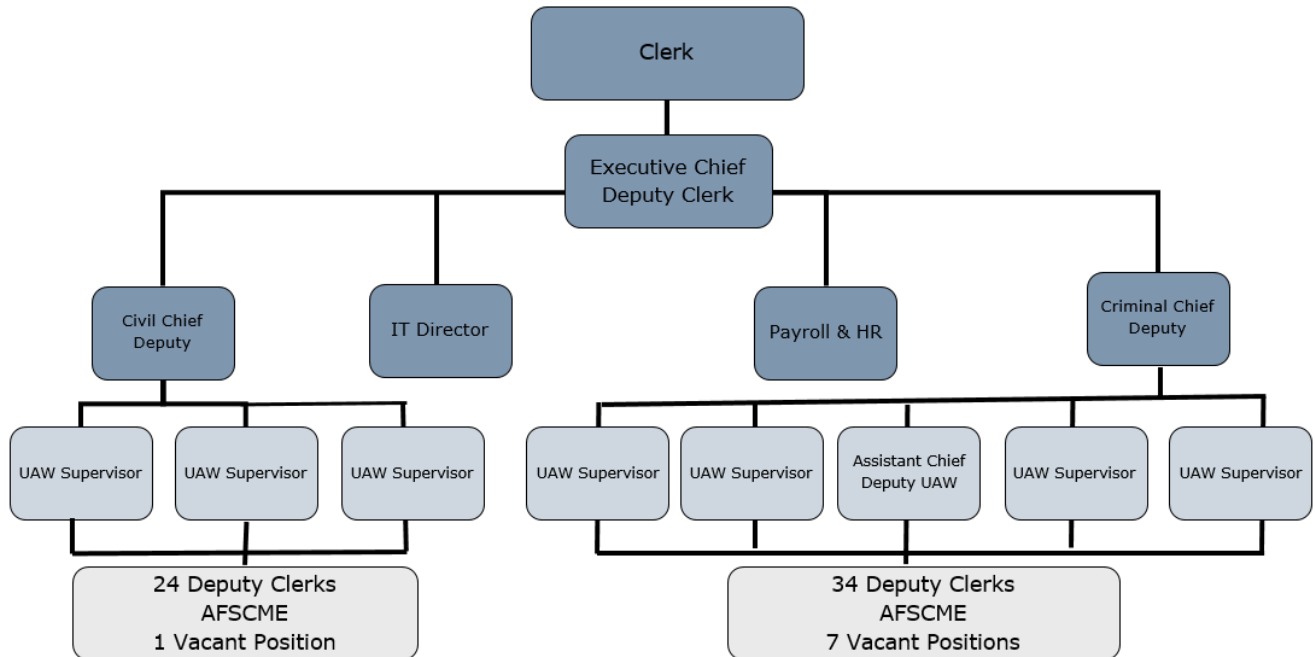 Clerk
Executive Chief
Deputy Clerk
Civil Chief
Deputy
IT Director
Payroll & HR
Criminal Chief
Deputy
UAW Supervisor
UAW Supervisor
UAW Supervisor
UAW Supervisor
UAW Supervisor
Assistant Chief
Deputy UAW
UAW Supervisor
UAW Supervisor
24 Deputy Clerks
AFSCME
1 Vacant Position
34 Deputy Clerks
AFSCME
7 Vacant Positions